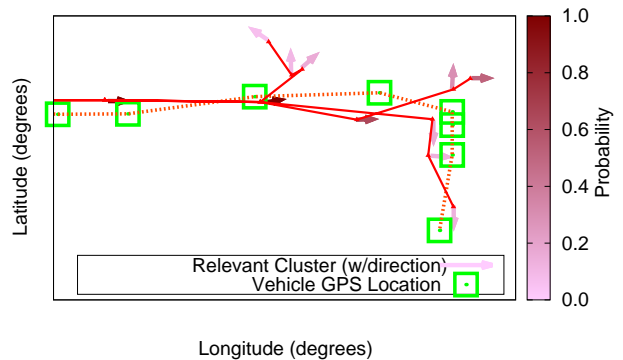 Latitude (degrees)
Relevant Cluster (w/direction)
Vehicle GPS Location
Longitude (degrees)
1.0
0.8
0.6
0.4
0.2
0.0
Probability